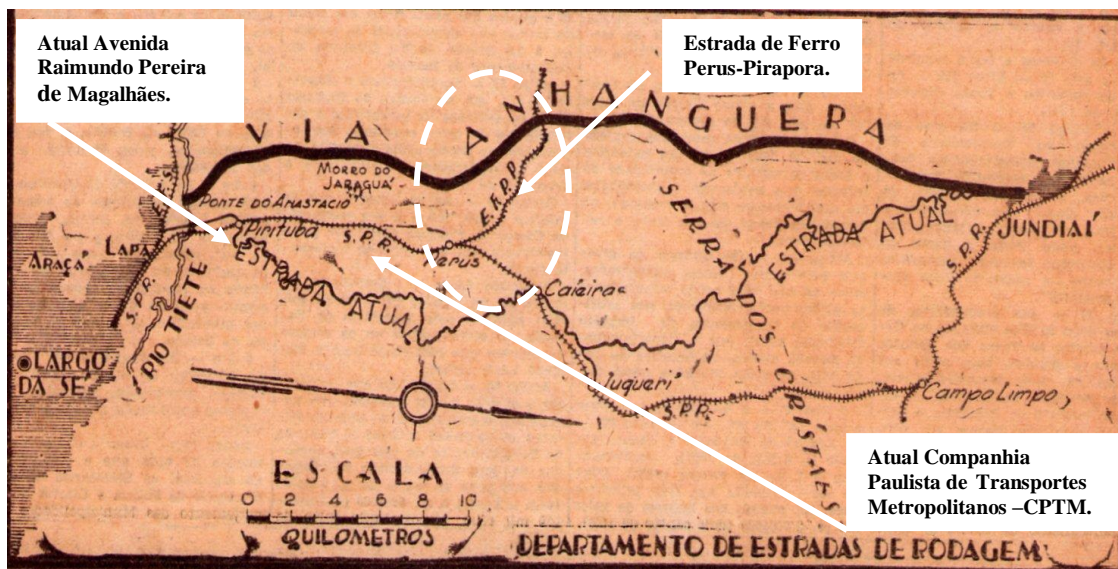 Atual Avenida
Raimundo Pereira
de Magalhães.
Estrada de Ferro
Perus-Pirapora.
VIA ANHANGUERA
MORRO DO
JARAGUÁ
E.F.P.P.
PONTE DO ANASTACIO
Pirituba
S.P.R.
Perús
LAPA
ARAÇÁ
S.P.R.
RIO TIETÉ
ESTRADA ATUAL
Caieiras
SERRA DOS CRISTAES
ESTRADA ATUAL
JUNDIAÍ
S.P.R.
LARGO
DA SÉ
Juqueri
S.P.R.
Campo Limpo
ESCALA
0 2 4 6 8 10
QUILOMETROS
Atual Companhia
Paulista de Transportes
Metropolitanos –CPTM.
DEPARTAMENTO DE ESTRADAS DE RODAGEM